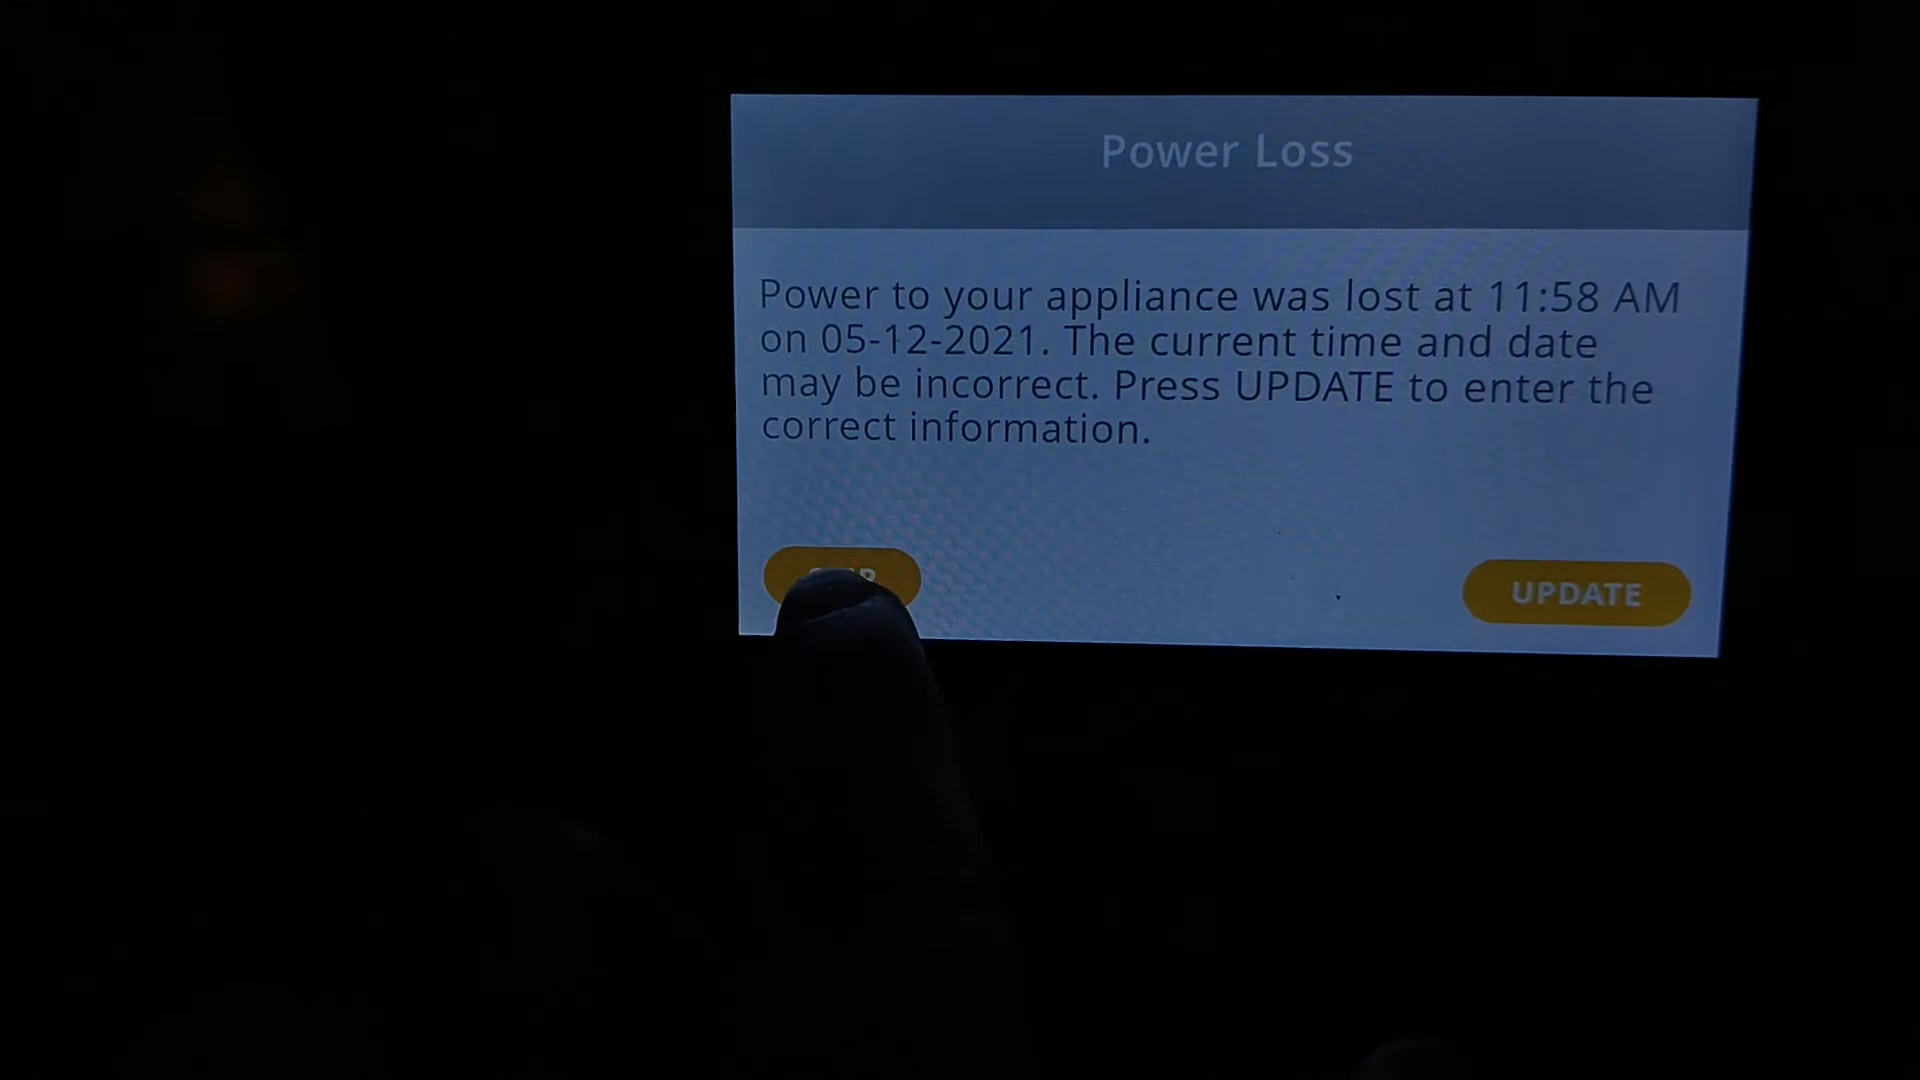 Power Loss
Power to your appliance was lost at 11:58 AM
on 05-12-2021. The current time and date
may be incorrect. Press UPDATE to enter the
correct information.
UPDATE